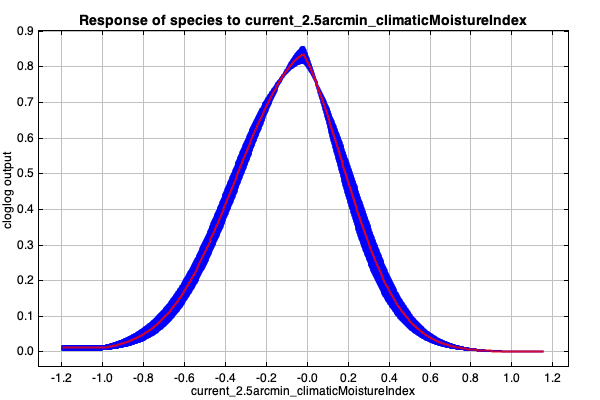 Response of species to current_2.5arcmin_climaticMoistureIndex
0.9
0.8
0.7
0.6
0.5
0.4
0.3
0.2
0.1
0.0
cloglog output
-1.2 -1.0 -0.8 -0.6 -0.4 -0.2 -0.0 0.2 0.4 0.6 0.8 1.0 1.2
current_2.5arcmin_climaticMoistureIndex